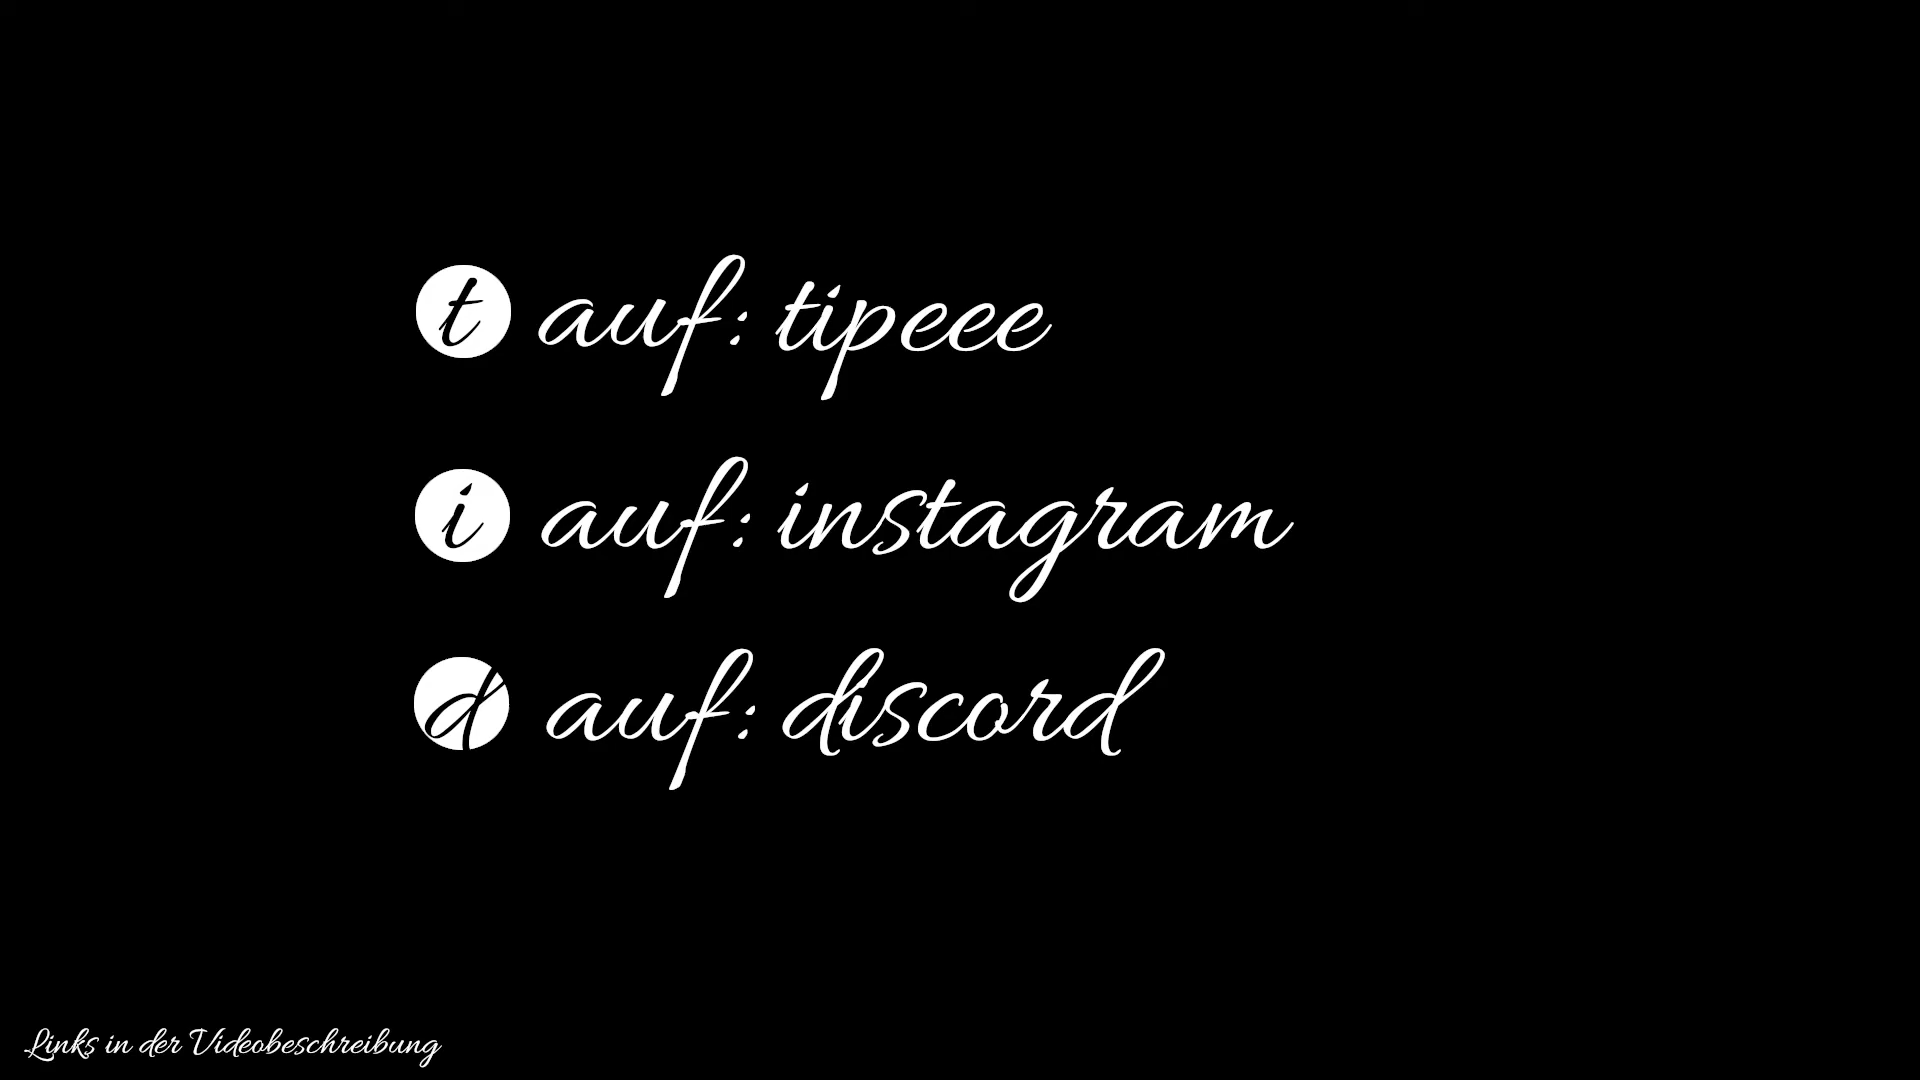 t auf: tipeee
i auf: instagram
d auf: discord
Links in der Videobeschreibung